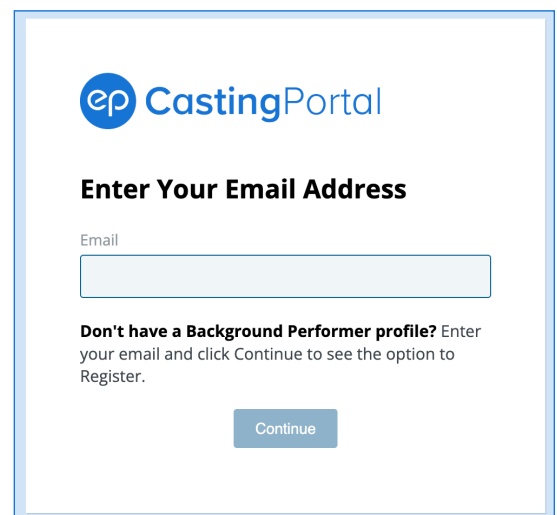 ep CastingPortal
Enter Your Email Address
Email
Don't have a Background Performer profile? Enter
your email and click Continue to see the option to
Register.
Continue